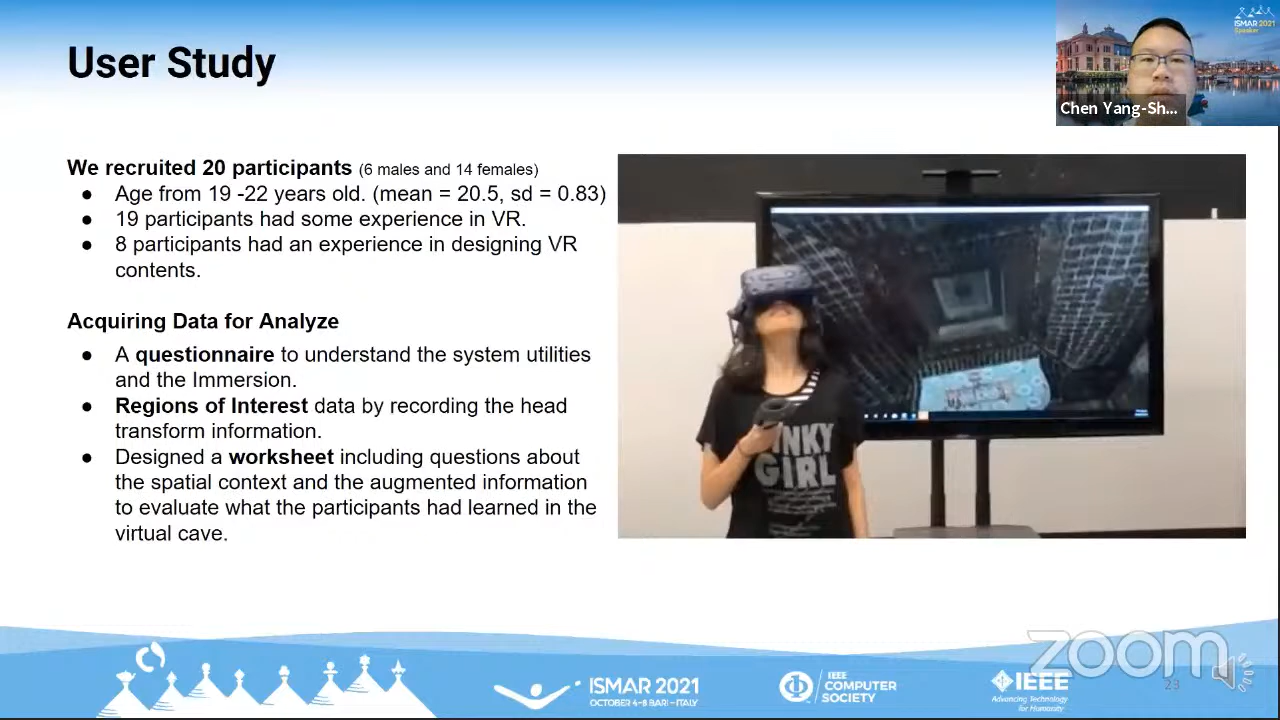 User Study
ISMAR 2021
Speaker
Chen Yang-Sh...
We recruited 20 participants (6 males and 14 females)
● Age from 19 -22 years old. (mean = 20.5, sd = 0.83)
● 19 participants had some experience in VR.
● 8 participants had an experience in designing VR
contents.
Acquiring Data for Analyze
● A questionnaire to understand the system utilities
and the Immersion.
● Regions of Interest data by recording the head
transform information.
● Designed a worksheet including questions about
the spatial context and the augmented information
to evaluate what the participants had learned in the
virtual cave.
NKY
GIRL
zoom
23
ISMAR 2021
OCTOBER 4-8 BARI - ITALY
IEEE
COMPUTER
SOCIETY
IEEE
Advancing Technology
for Humanity